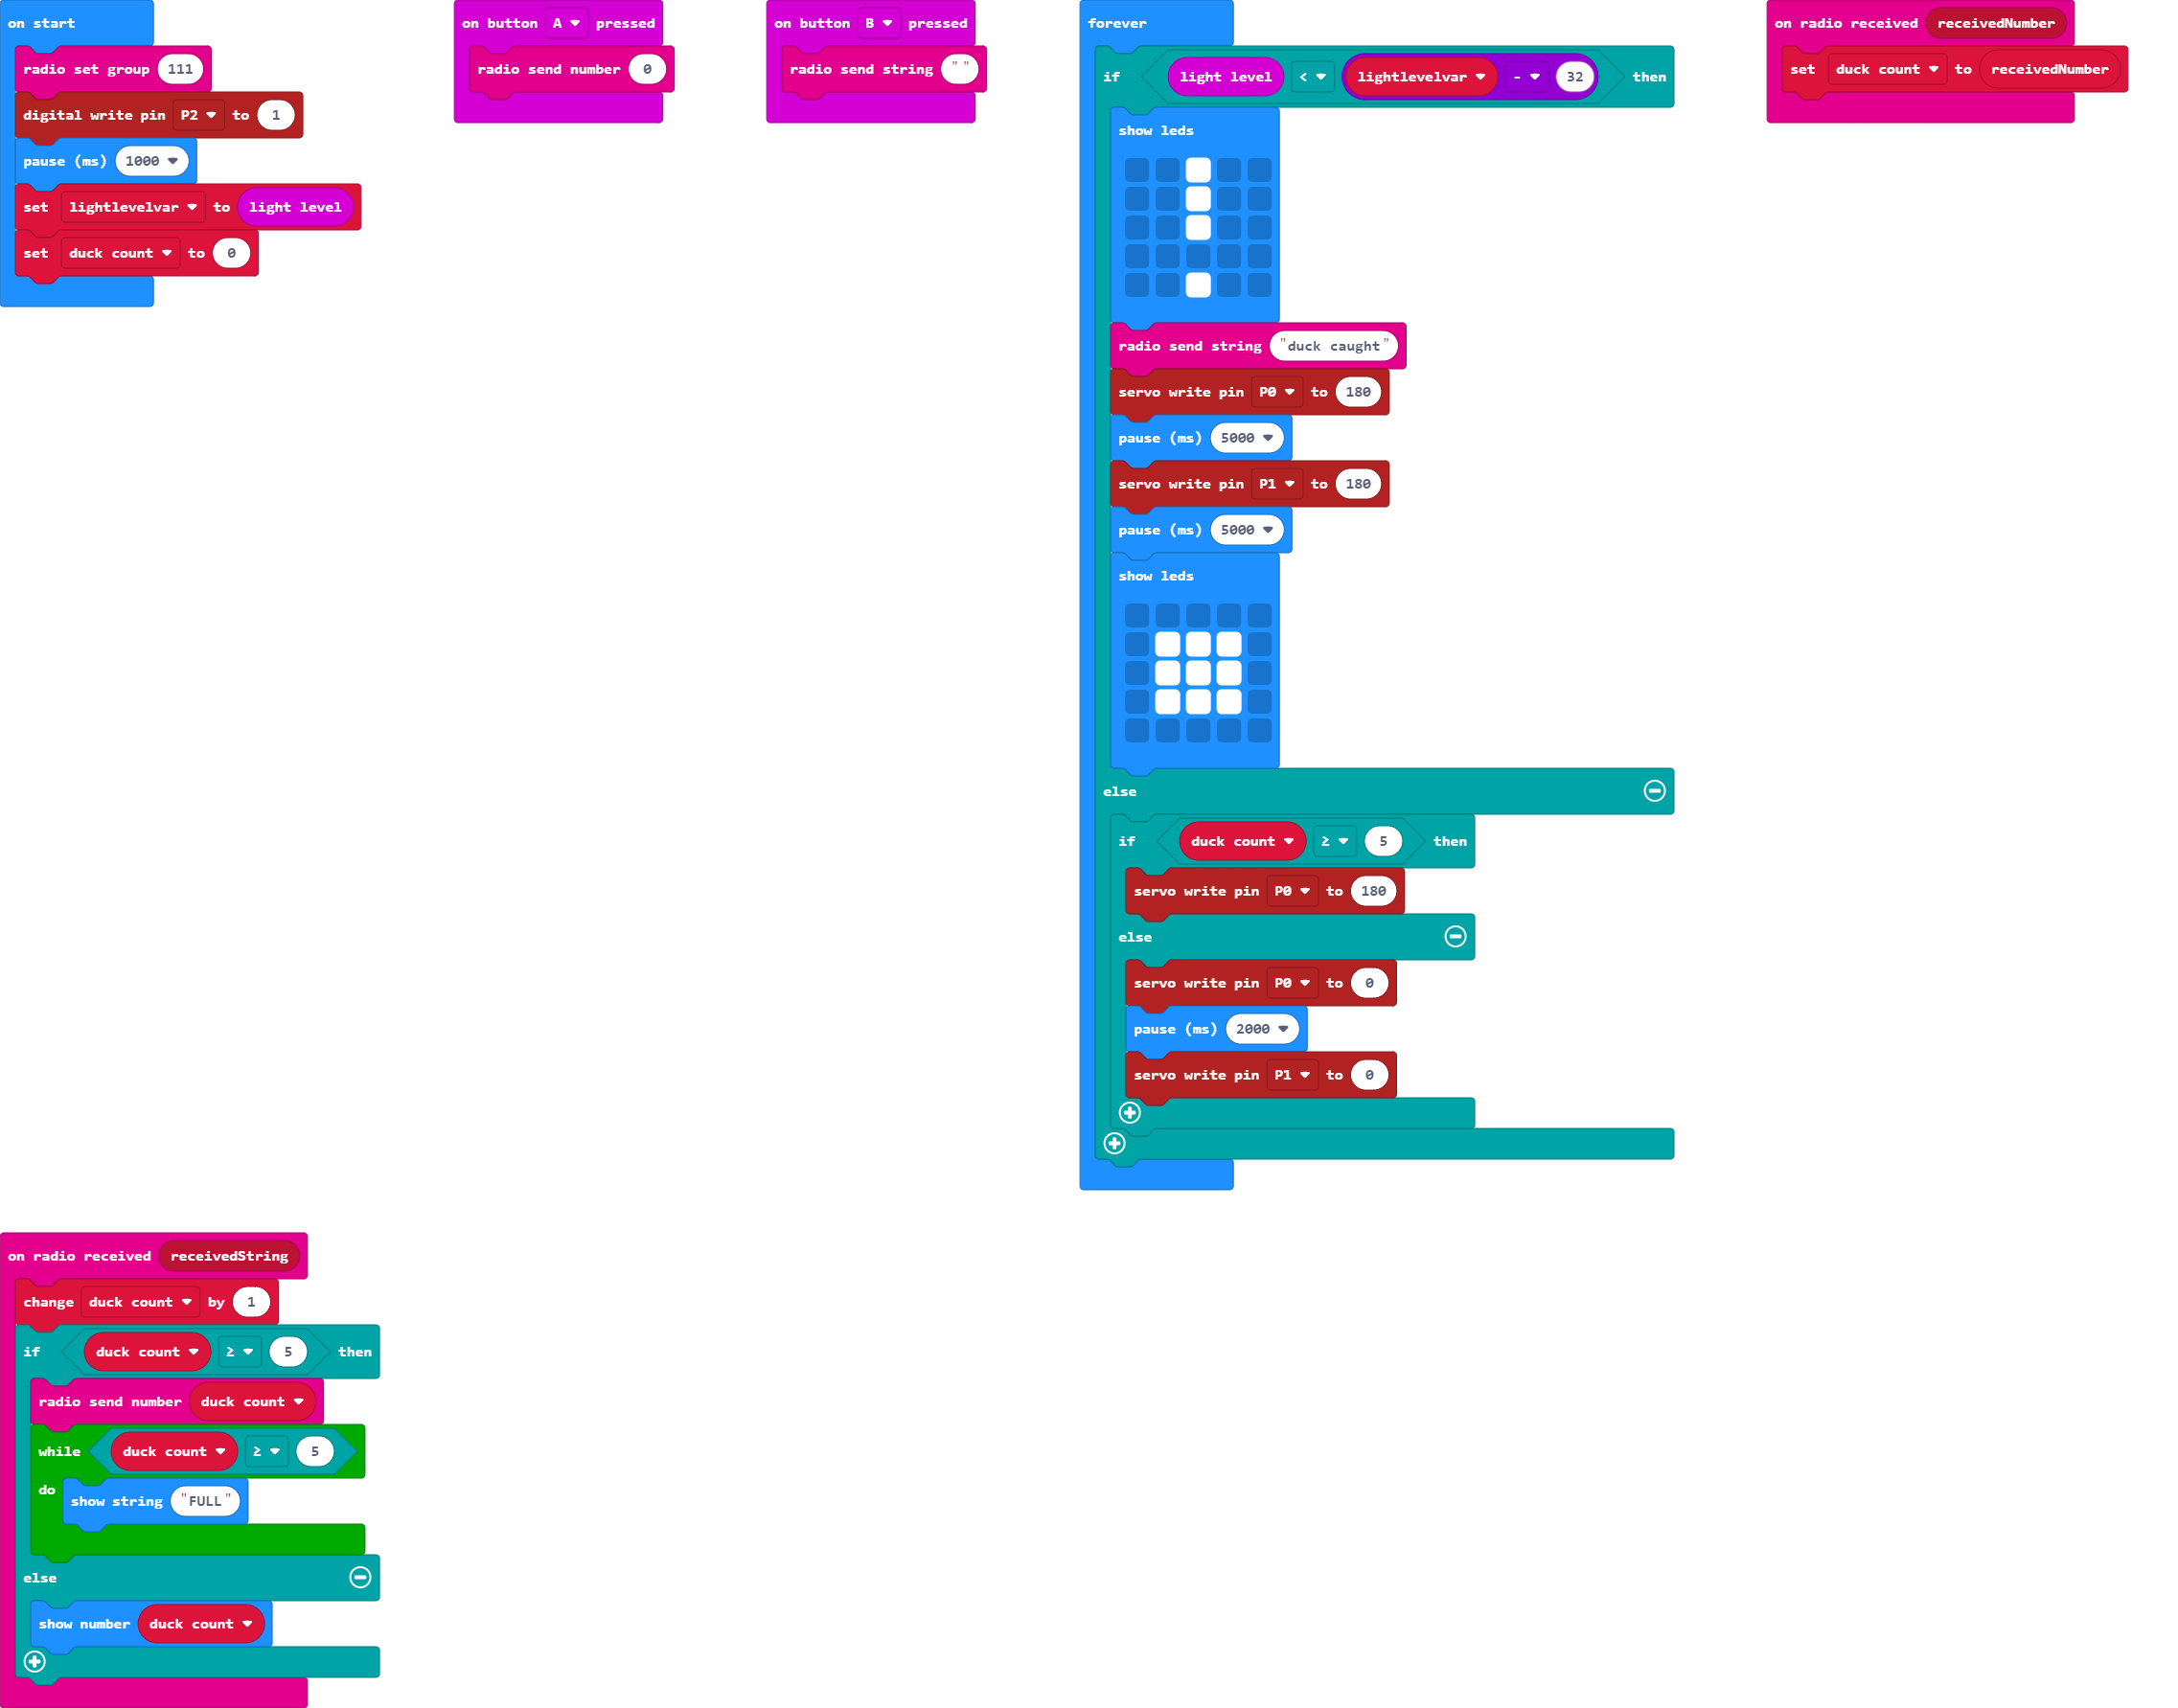 on start
radio set group 111
digital write pin P2 to 1
pause (ms) 1000
set lightlevelvar to light level
set duck count to 0
on button A pressed
radio send number 0
on button B pressed
radio send string " "
forever
if light level < lightlevelvar - 32 then
show leds
radio send string "duck caught"
servo write pin P0 to 180
pause (ms) 5000
servo write pin P1 to 180
pause (ms) 5000
show leds
else
if duck count ≥ 5 then
servo write pin P0 to 180
else
servo write pin P0 to 0
pause (ms) 2000
servo write pin P1 to 0
on radio received receivedNumber
set duck count to receivedNumber
on radio received receivedString
change duck count by 1
if duck count ≥ 5 then
radio send number duck count
while duck count ≥ 5
do show string "FULL"
else
show number duck count